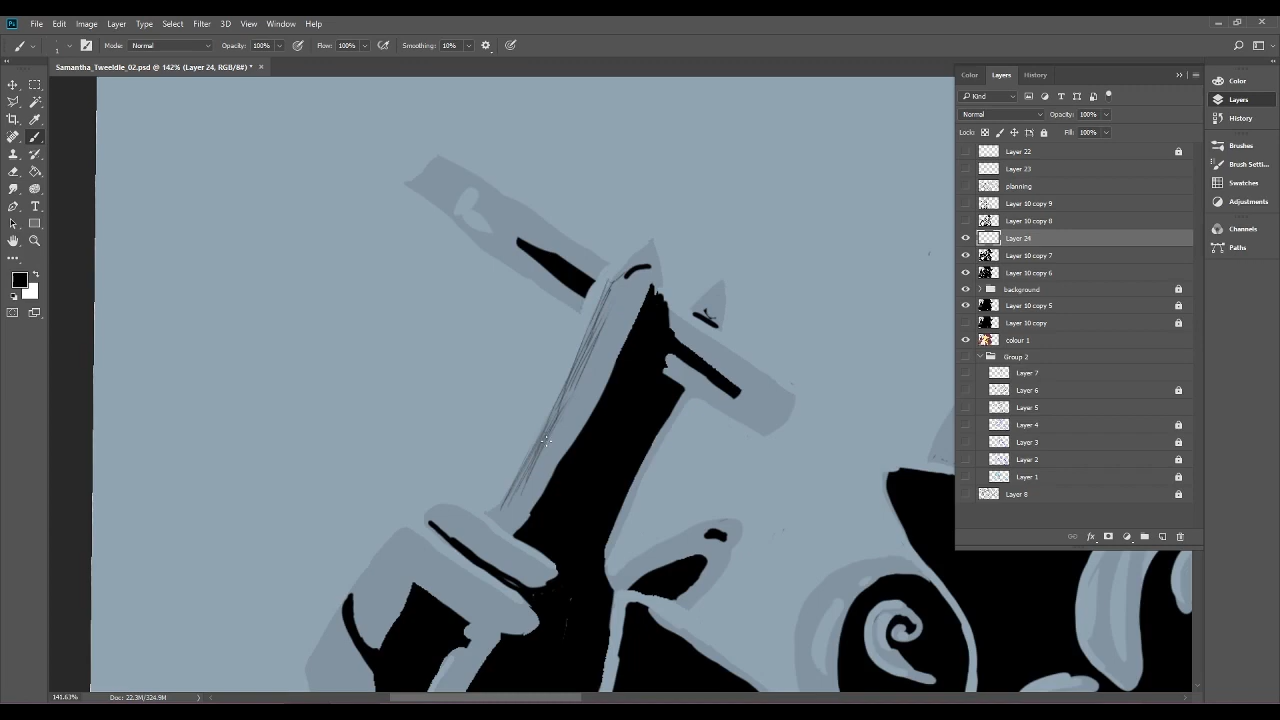 Ps File Edit Image Layer Type Select Filter 3D View Window Help
1 Mode: Normal Opacity: 100% Flow: 100% Smoothing: 10%
Samantha_Tweeldle_02.psd @ 142% (Layer 24, RGB/8#) * ×
Color Layers History
Kind
Normal Opacity: 100%
Lock: Fill: 100%
Layer 22
Layer 23
planning
Layer 10 copy 9
Layer 10 copy 8
Layer 24
Layer 10 copy 7
Layer 10 copy 6
background
Layer 10 copy 5
Layer 10 copy
colour 1
Group 2
Layer 7
Layer 6
Layer 5
Layer 4
Layer 3
Layer 2
Layer 1
Layer 8
Color
Layers
History
Brushes
Brush Setti...
Swatches
Adjustments
Channels
Paths
141.63% Doc: 22.3M/324.9M